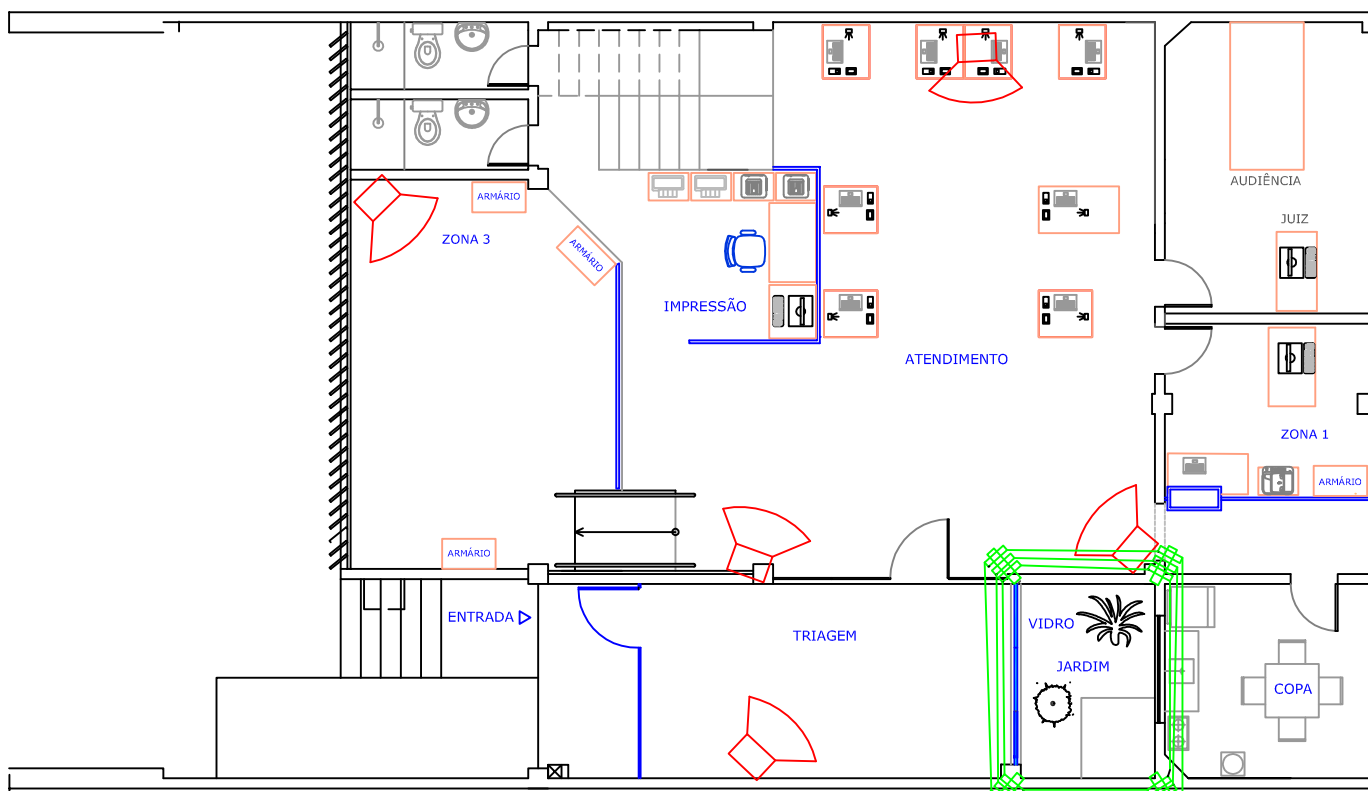 AUDIÊNCIA
ARMÁRIO
JUIZ
ZONA 3
ARMÁRIO
IMPRESSÃO
ATENDIMENTO
ZONA 1
ARMÁRIO
ARMÁRIO
ENTRADA
VIDRO
TRIAGEM
JARDIM
COPA